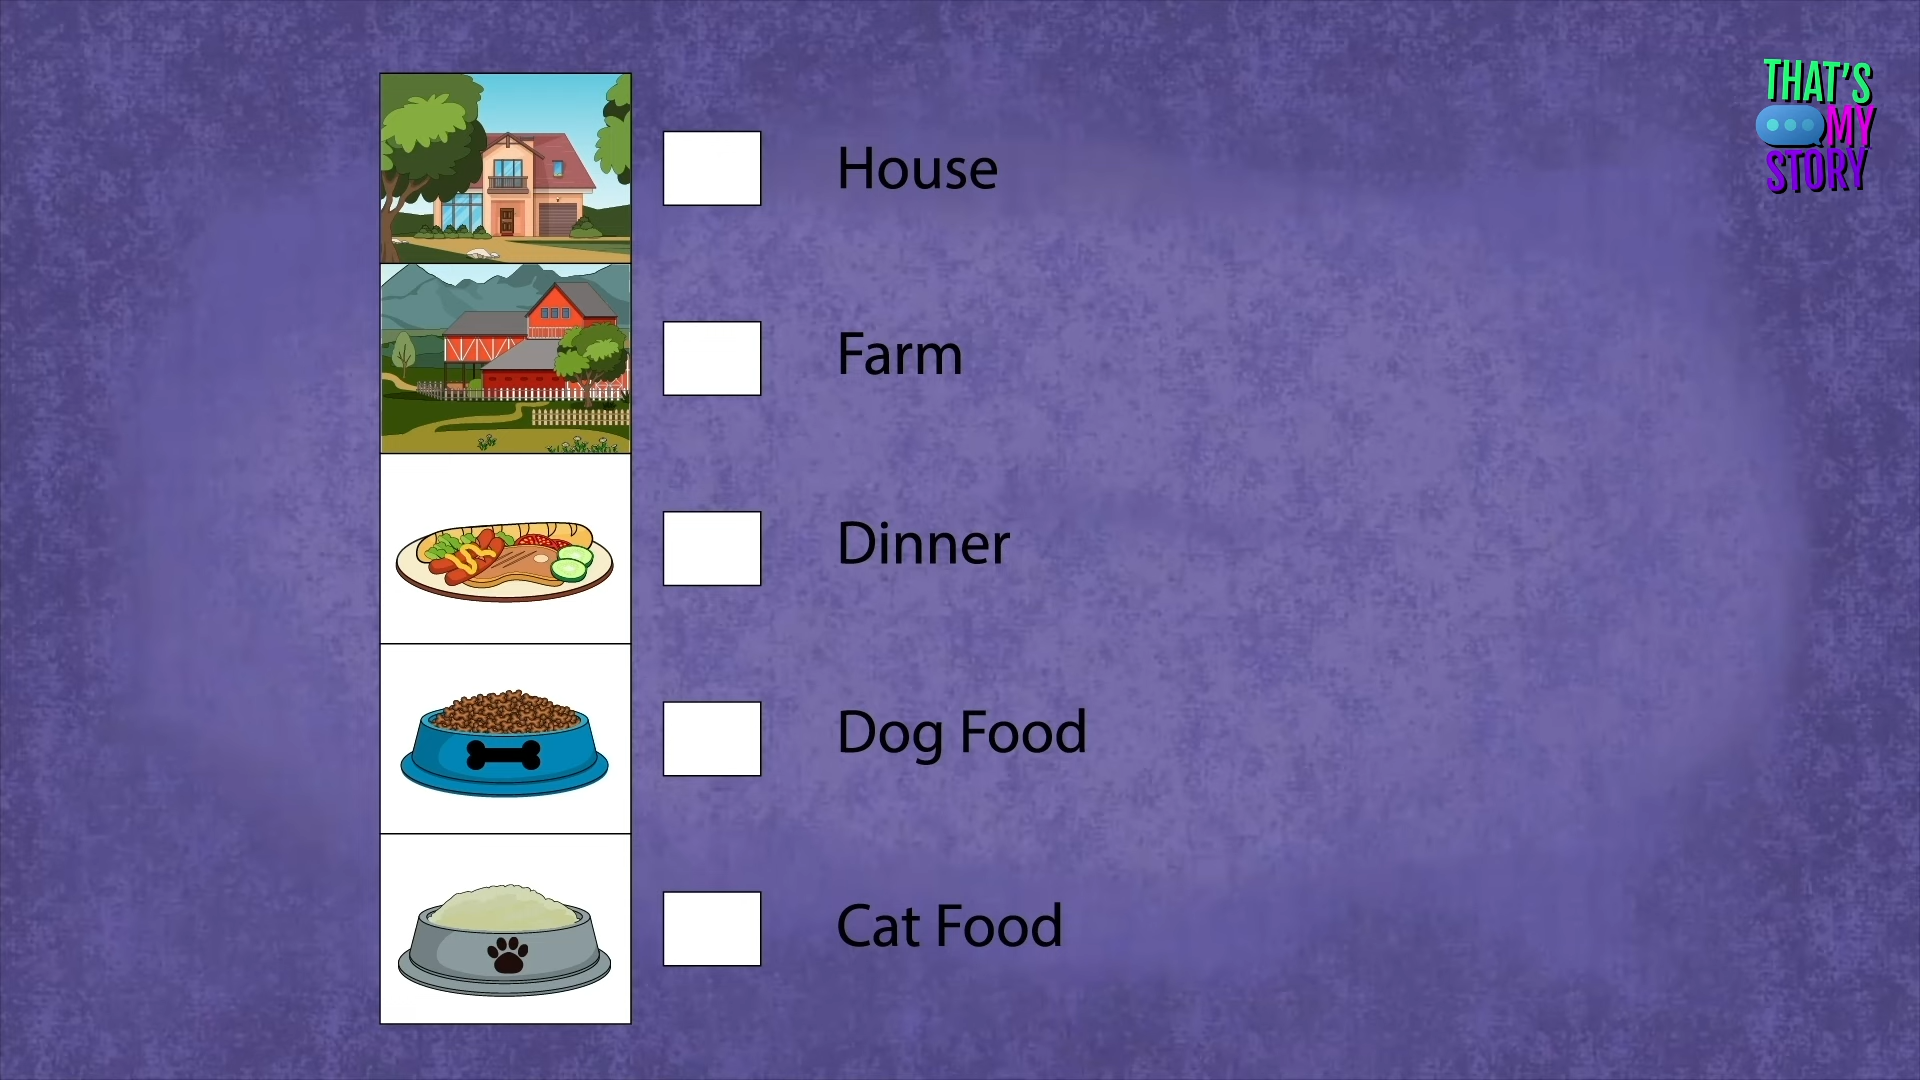 THAT'S
MY
STORY
House
Farm
Dinner
Dog Food
Cat Food